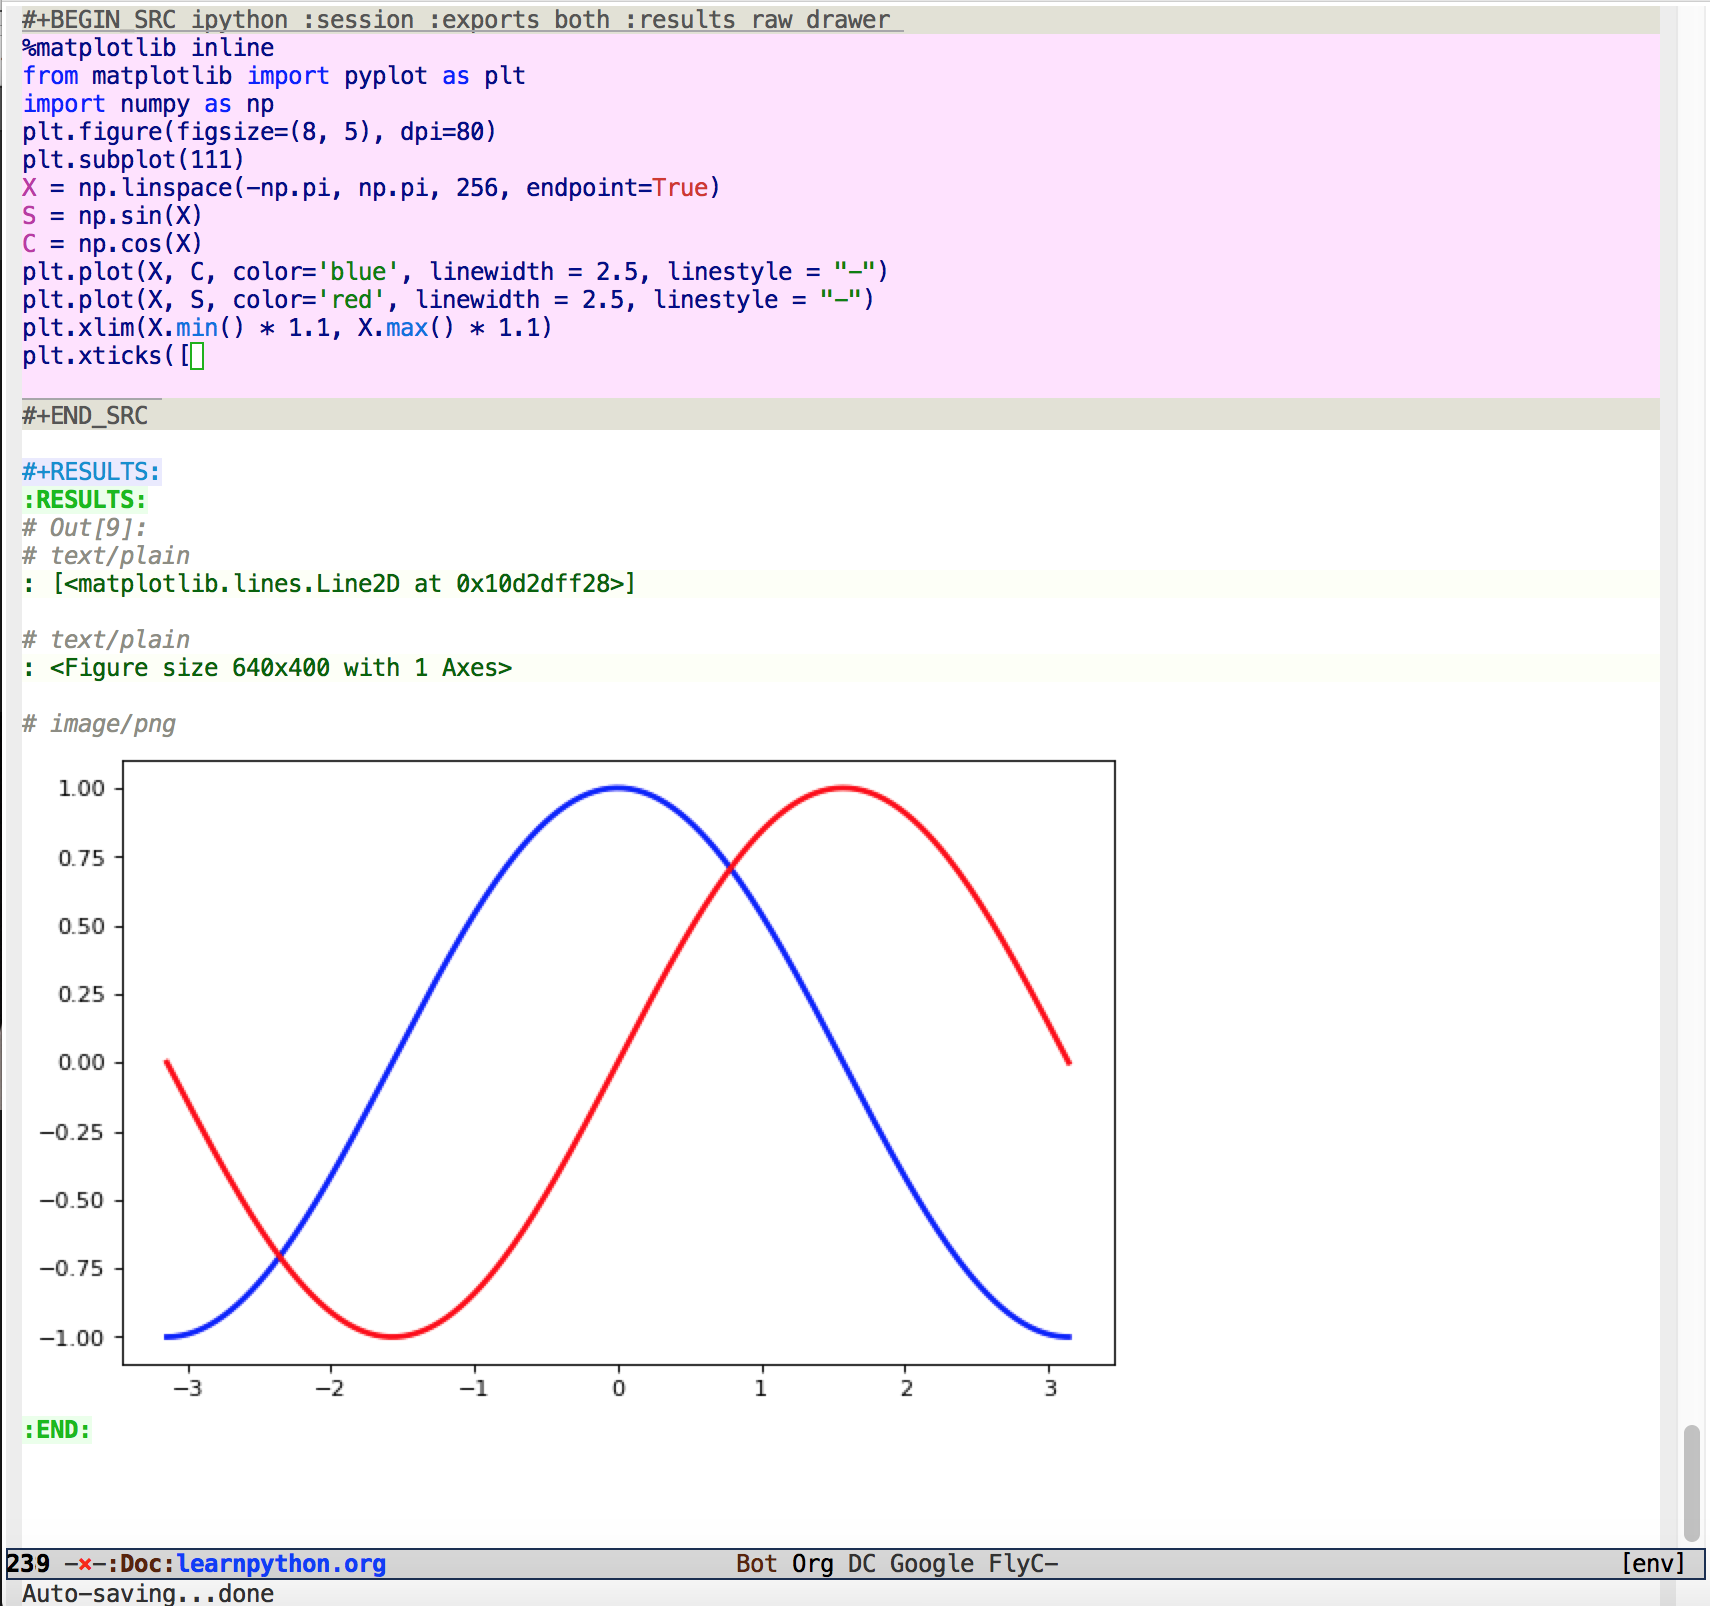 #+BEGIN_SRC ipython :session :exports both :results raw drawer
%matplotlib inline
from matplotlib import pyplot as plt
import numpy as np
plt.figure(figsize=(8, 5), dpi=80)
plt.subplot(111)
X = np.linspace(-np.pi, np.pi, 256, endpoint=True)
S = np.sin(X)
C = np.cos(X)
plt.plot(X, C, color='blue', linewidth = 2.5, linestyle = "-")
plt.plot(X, S, color='red', linewidth = 2.5, linestyle = "-")
plt.xlim(X.min() * 1.1, X.max() * 1.1)
plt.xticks([
#+END_SRC
#+RESULTS:
:RESULTS:
# Out[9]:
# text/plain
: [<matplotlib.lines.Line2D at 0x10d2dff28>]
# text/plain
: <Figure size 640x400 with 1 Axes>
# image/png
1.00
0.75
0.50
0.25
0.00
−0.25
−0.50
−0.75
−1.00
−3 −2 −1 0 1 2 3
:END:
239 -×-:Doc:learnpython.org Bot Org DC Google FlyC- [env]
Auto-saving...done